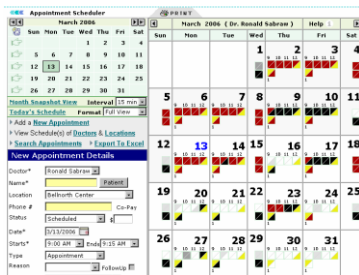 Appointment Scheduler
PRINT
March 2006
Sun Mon Tue Wed Thu Fri Sat
1 2 3 4
5 6 7 8 9 10 11
12 13 14 15 16 17 18
19 20 21 22 23 24 25
26 27 28 29 30 31
Month Snapshot View Interval 15 min
Today's Schedule Format Full View
Add a New Appointment
View Schedule(s) of Doctors & Locations
Search Appointments Export To Excel
New Appointment Details
Doctor* Ronald Sabraw
Name* Patient
Location Bellnorth Center
Phone # Co-Pay
Status Scheduled $
Date* 3/13/2006
Starts* 9:00 AM Ends 9:15 AM
Type Appointment
Reason FollowUp
March 2006 ( Dr. Ronald Sabraw ) Help
Sun Mon Tue Wed Thu Fri Sat
1 2 3 4
5 6 7 8 9 10 11
12 13 14 15 16 17 18
19 20 21 22 23 24 25
26 27 28 29 30 31